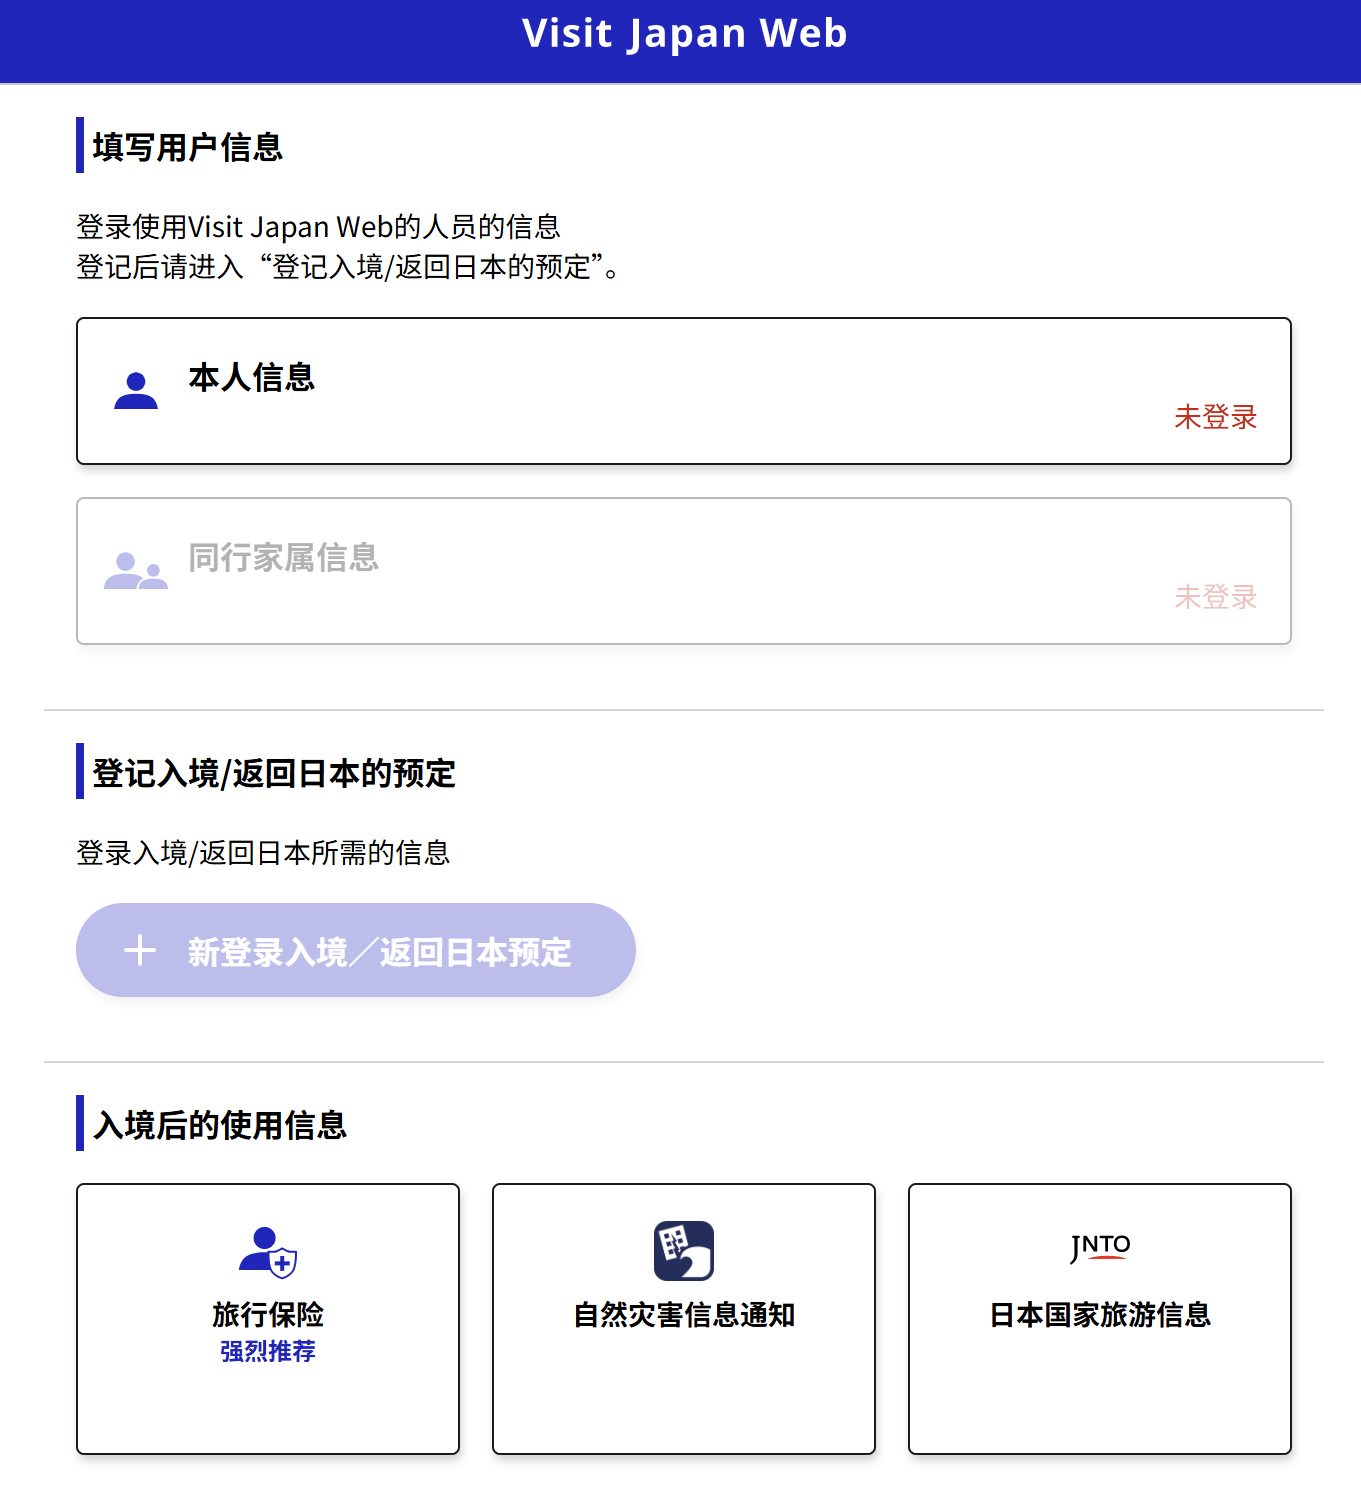 Visit Japan Web
填写用户信息
登录使用Visit Japan Web的人员的信息
登记后请进入“登记入境/返回日本的预定”。
本人信息
未登录
同行家属信息
未登录
登记入境/返回日本的预定
登录入境/返回日本所需的信息
新登录入境／返回日本预定
入境后的使用信息
旅行保险
强烈推荐
自然灾害信息通知
JNTO
日本国家旅游信息